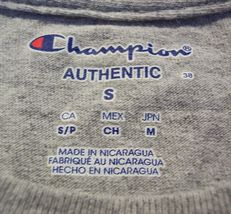 Champion®
AUTHENTIC 38
S
CA MEX JPN
S/P CH M
MADE IN NICARAGUA
FABRIQUÉ AU NICARAGUA
HECHO EN NICARAGUA